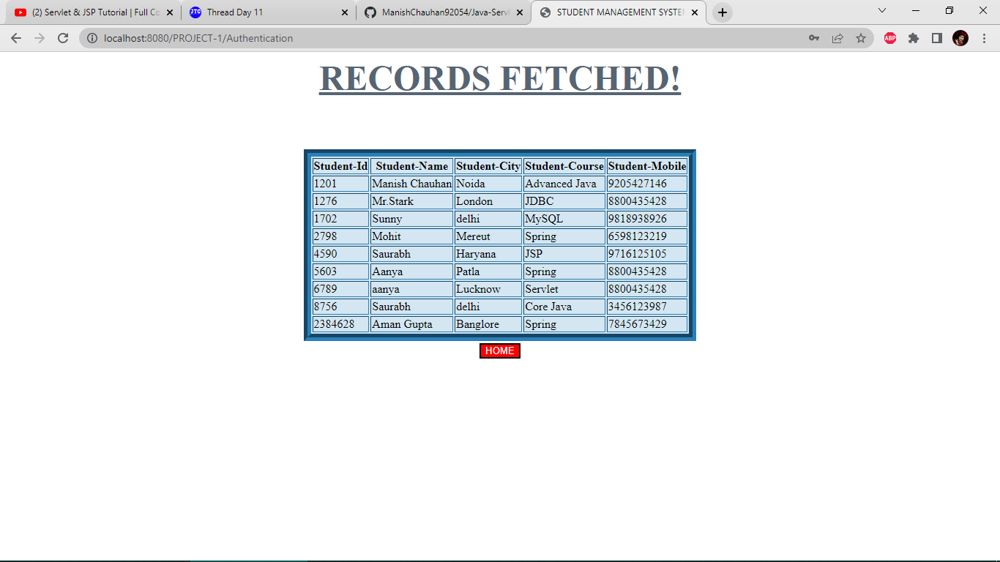 (2) Servlet & JSP Tutorial | Full Co
JTC Thread Day 11
ManishChauhan92054/Java-Servl
STUDENT MANAGEMENT SYSTEM
localhost:8080/PROJECT-1/Authentication
ABP
RECORDS FETCHED!
Student-Id Student-Name Student-City Student-Course Student-Mobile
1201 Manish Chauhan Noida Advanced Java 9205427146
1276 Mr.Stark London JDBC 8800435428
1702 Sunny delhi MySQL 9818938926
2798 Mohit Mereut Spring 6598123219
4590 Saurabh Haryana JSP 9716125105
5603 Aanya Patla Spring 8800435428
6789 aanya Lucknow Servlet 8800435428
8756 Saurabh delhi Core Java 3456123987
2384628 Aman Gupta Banglore Spring 7845673429
HOME